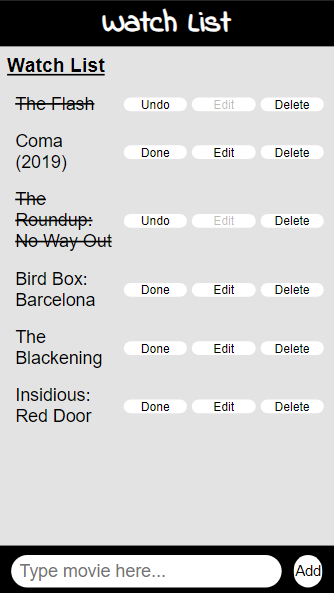 Watch List
Watch List
The Flash Undo Edit Delete
Coma
(2019) Done Edit Delete
The
Roundup: Undo Edit Delete
No Way Out
Bird Box:
Barcelona Done Edit Delete
The
Blackening Done Edit Delete
Insidious:
Red Door Done Edit Delete
Type movie here... Add